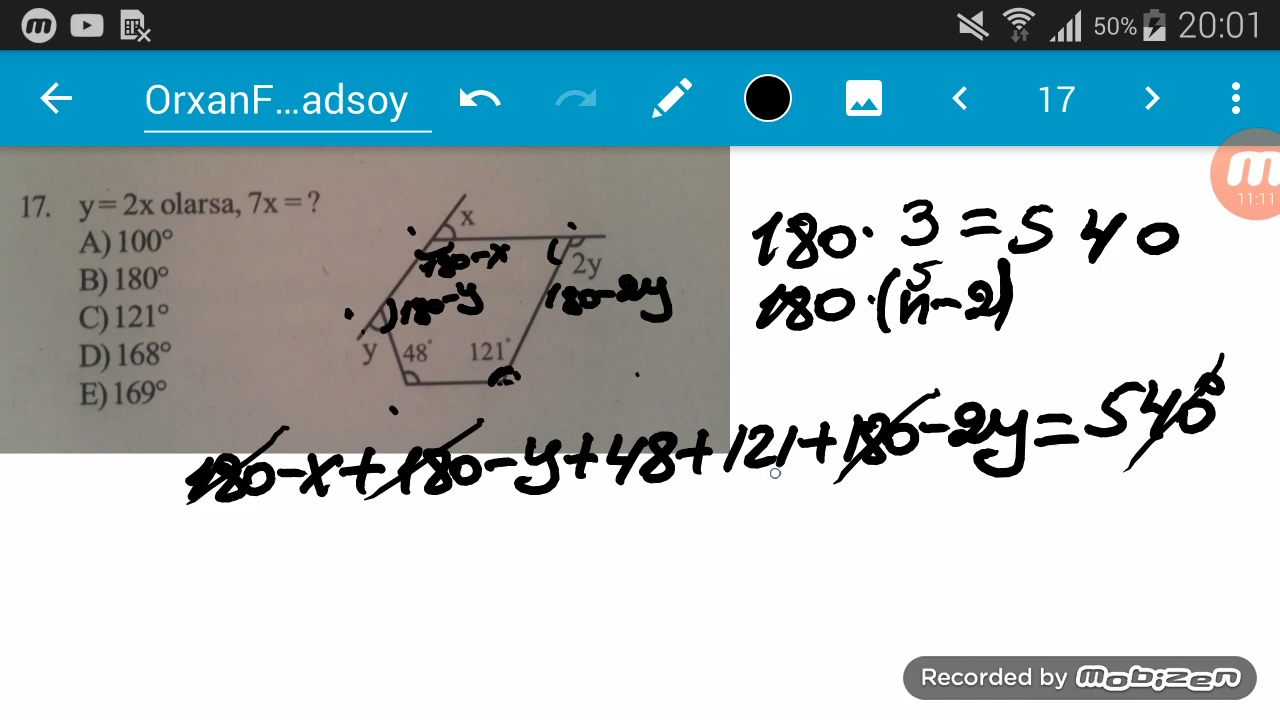 50% 20:01
OrxanF...adsoy 17
11:11
17. y = 2x olarsa, 7x = ?
A) 100°
B) 180°
C) 121°
D) 168°
E) 169°
x
180-x
2y
180-y
180-2y
y
48°
121°
180 · 3 = 540
180 · (n-2)
5
180-x+180-y+48+121+180-2y=540°
Recorded by mobizen